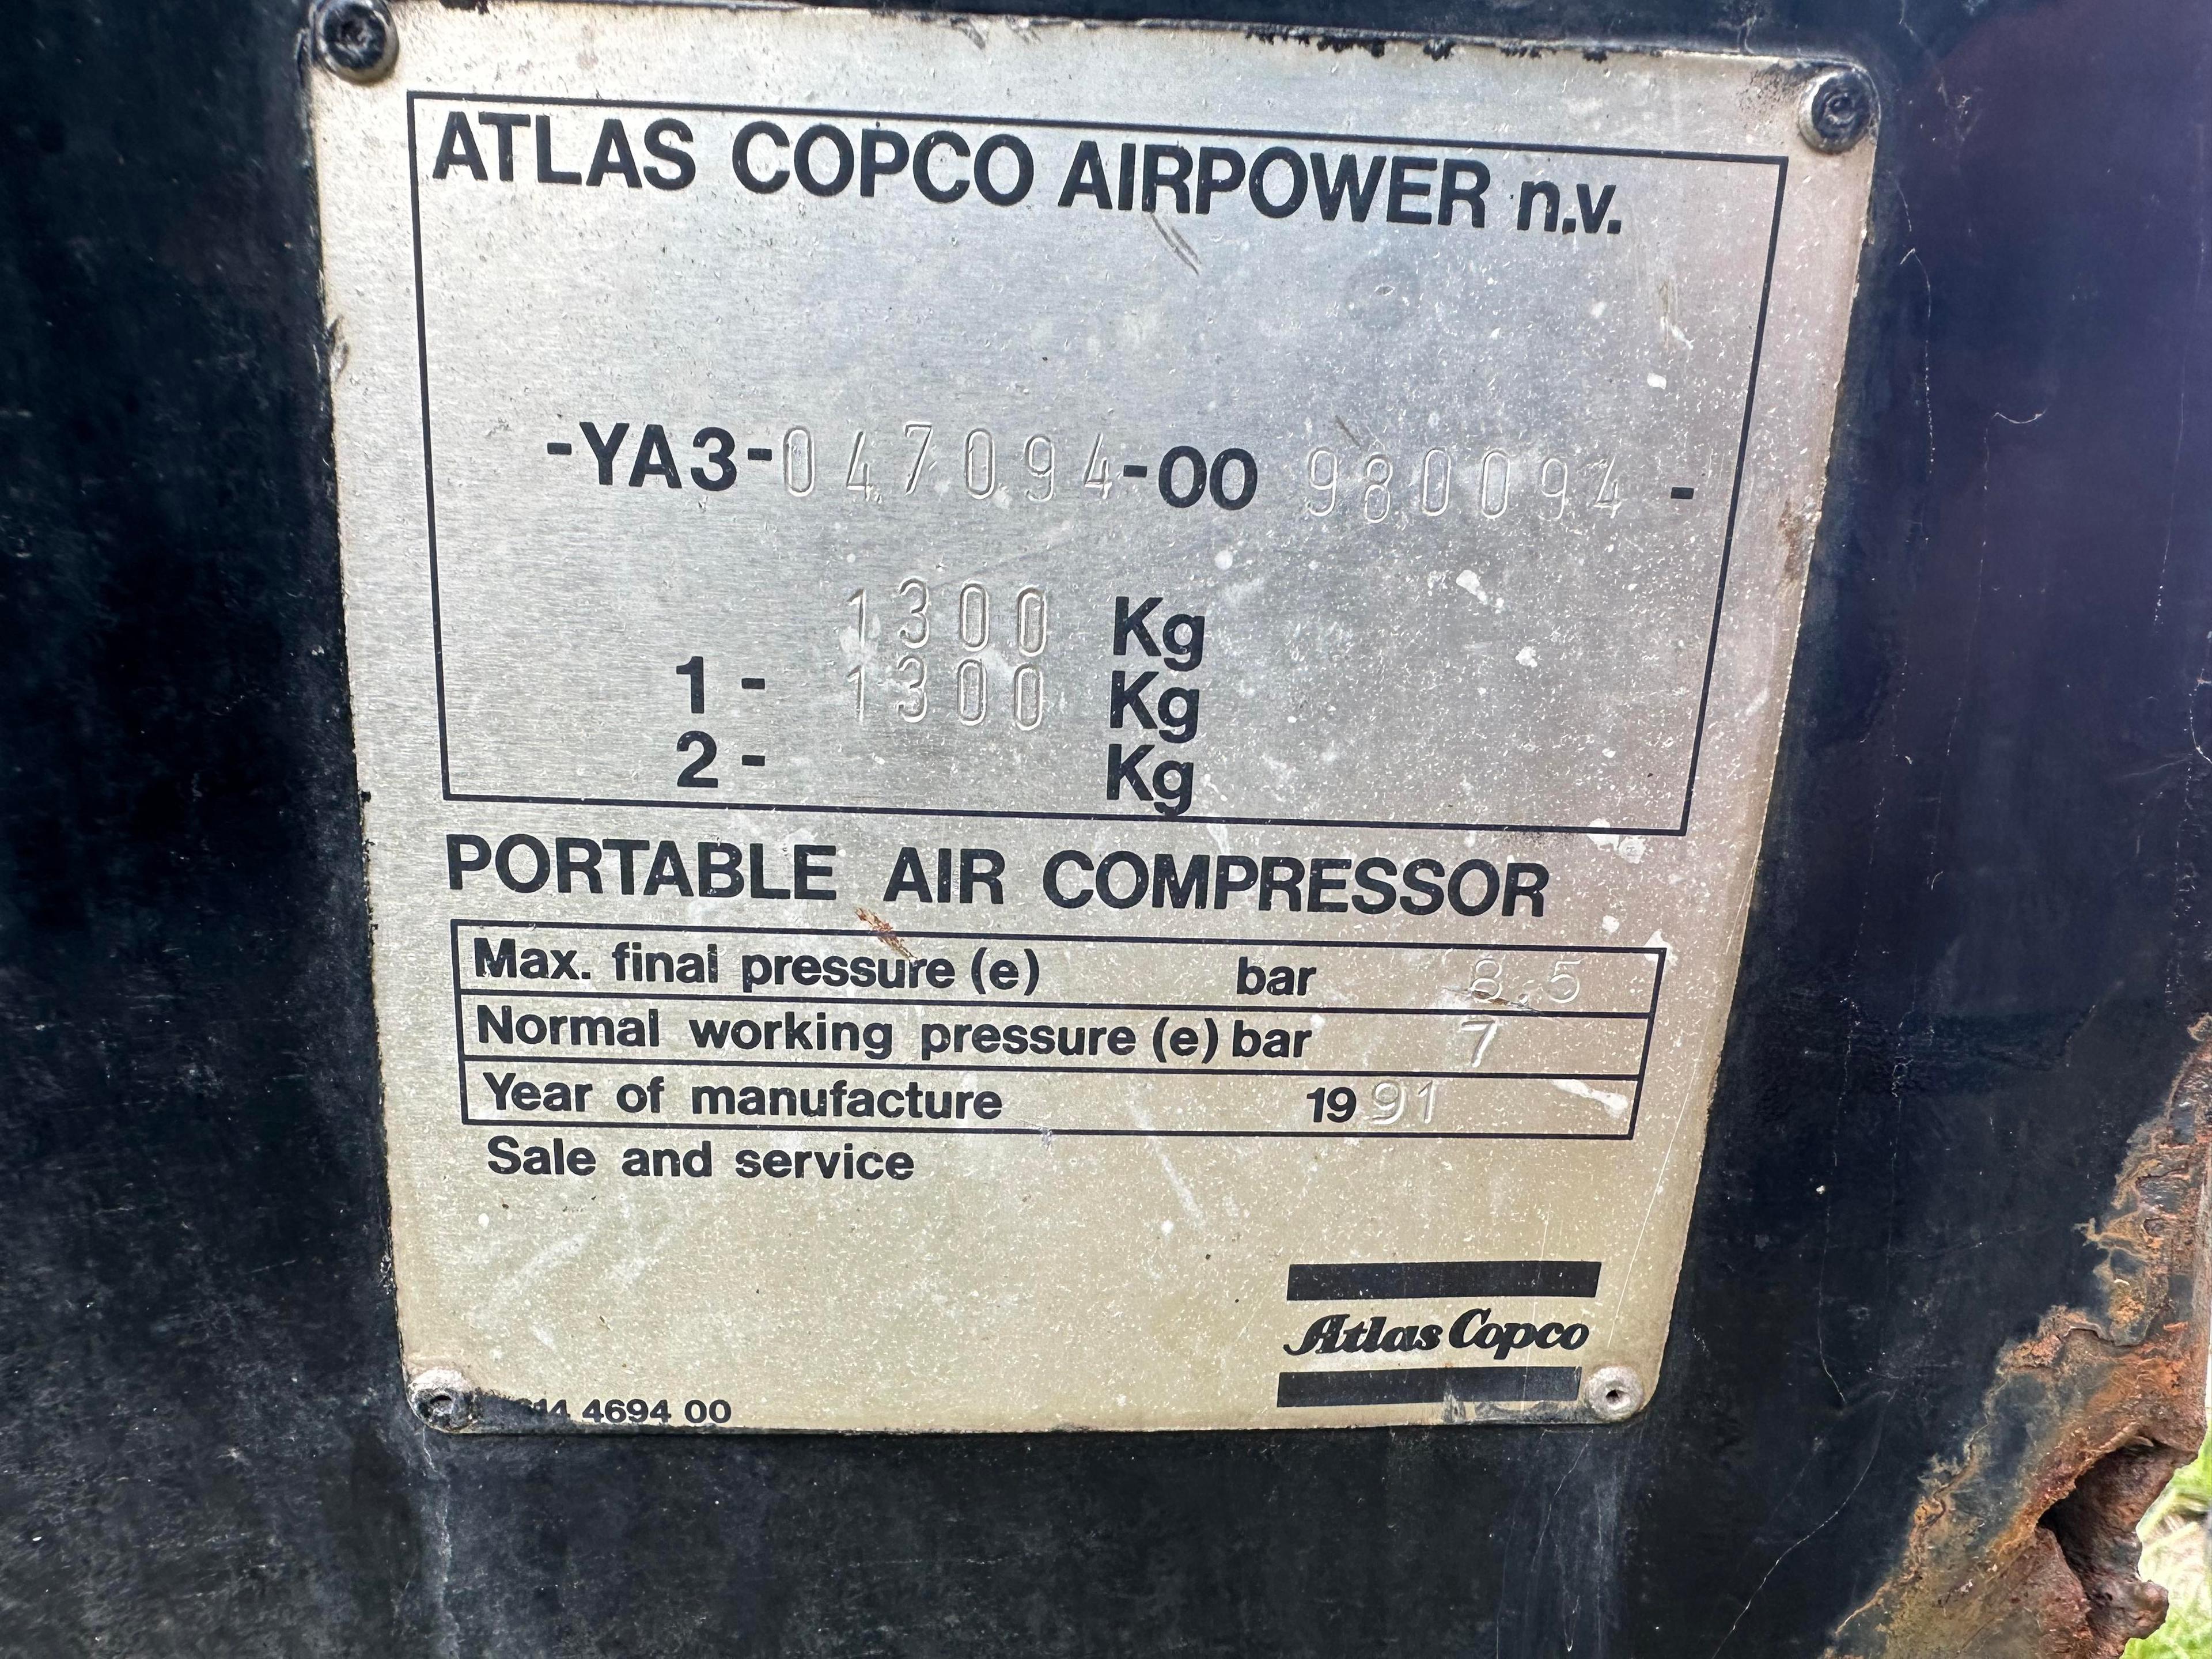 ATLAS COPCO AIRPOWER n.v.
-YA3-047094-00 980094 -
1300 Kg
1 - 1300 Kg
2 - Kg
PORTABLE AIR COMPRESSOR
Max. final pressure (e) bar 8.5
Normal working pressure (e) bar 7
Year of manufacture 1991
Sale and service
Atlas Copco
4694 00